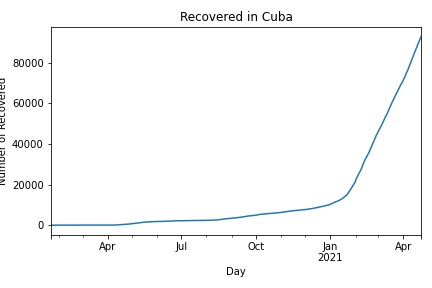 Recovered in Cuba
Number of Recovered
80000
60000
40000
20000
0
Apr
Jul
Oct
Jan
2021
Apr
Day